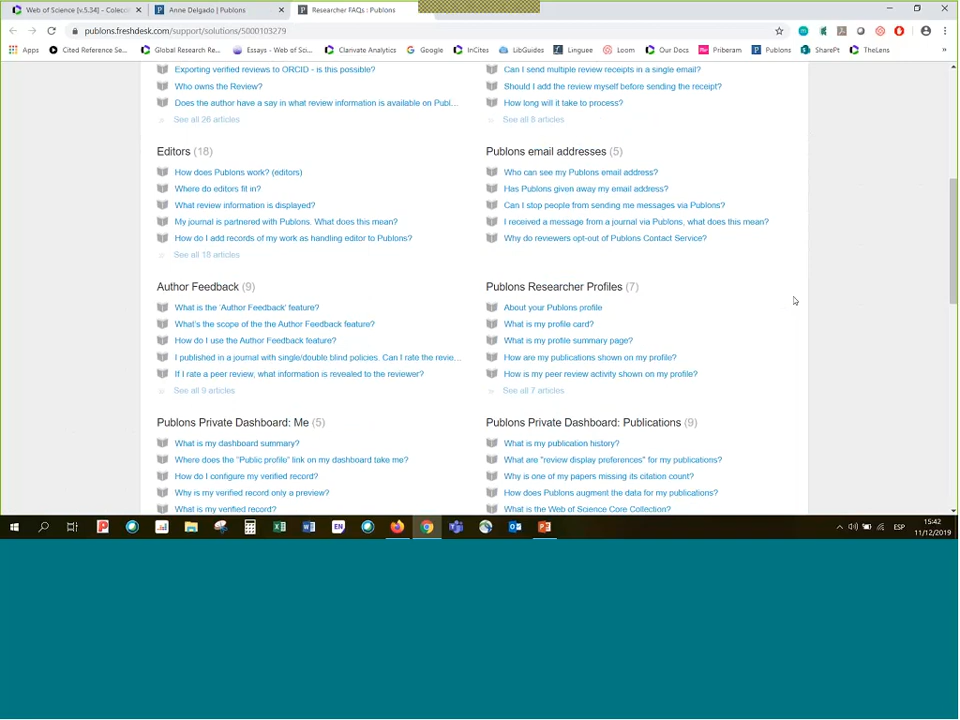 Web of Science [v.5.34] - Colecc
Anne Delgado | Publons
Researcher FAQs : Publons
publons.freshdesk.com/support/solutions/5000103279
Apps
Cited Reference Se...
Global Research Re...
Essays - Web of Sci...
Clarivate Analytics
Google
InCites
LibGuides
Linguee
Loom
Our Docs
Priberam
Publons
SharePt
TheLens
»
Exporting verified reviews to ORCID - is this possible?
Who owns the Review?
Does the author have a say in what review information is available on Publ...
See all 26 articles
Can I send multiple review receipts in a single email?
Should I add the review myself before sending the receipt?
How long will it take to process?
See all 8 articles
Editors (18)
How does Publons work? (editors)
Where do editors fit in?
What review information is displayed?
My journal is partnered with Publons. What does this mean?
How do I add records of my work as handling editor to Publons?
See all 18 articles
Publons email addresses (5)
Who can see my Publons email address?
Has Publons given away my email address?
Can I stop people from sending me messages via Publons?
I received a message from a journal via Publons, what does this mean?
Why do reviewers opt-out of Publons Contact Service?
Author Feedback (9)
What is the 'Author Feedback' feature?
What's the scope of the the Author Feedback feature?
How do I use the Author Feedback feature?
I published in a journal with single/double blind policies. Can I rate the revie...
If I rate a peer review, what information is revealed to the reviewer?
See all 9 articles
Publons Researcher Profiles (7)
About your Publons profile
What is my profile card?
What is my profile summary page?
How are my publications shown on my profile?
How is my peer review activity shown on my profile?
See all 7 articles
Publons Private Dashboard: Me (5)
What is my dashboard summary?
Where does the "Public profile" link on my dashboard take me?
How do I configure my verified record?
Why is my verified record only a preview?
What is my verified record?
Publons Private Dashboard: Publications (9)
What is my publication history?
What are "review display preferences" for my publications?
Why is one of my papers missing its citation count?
How does Publons augment the data for my publications?
What is the Web of Science Core Collection?
EN
ESP
15:42
11/12/2019